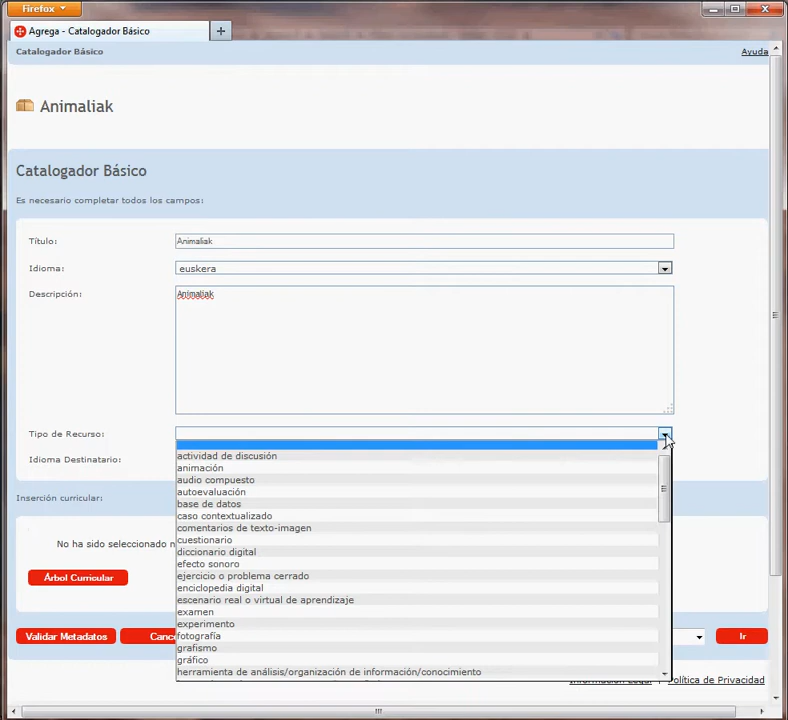 Firefox
Agrega - Catalogador Básico
Catalogador Básico
Ayuda
Animaliak
Catalogador Básico
Es necesario completar todos los campos:
Título:
Animaliak
Idioma:
euskera
Descripción:
Animaliak
Tipo de Recurso:
Idioma Destinatario:
actividad de discusión
animación
audio compuesto
autoevaluación
base de datos
caso contextualizado
comentarios de texto-imagen
cuestionario
diccionario digital
efecto sonoro
ejercicio o problema cerrado
enciclopedia digital
escenario real o virtual de aprendizaje
examen
experimento
fotografía
grafismo
gráfico
herramienta de análisis/organización de información/conocimiento
Inserción curricular:
No ha sido seleccionado n
Árbol Curricular
Validar Metadatos
Canc
Ir
Información Legal
Política de Privacidad